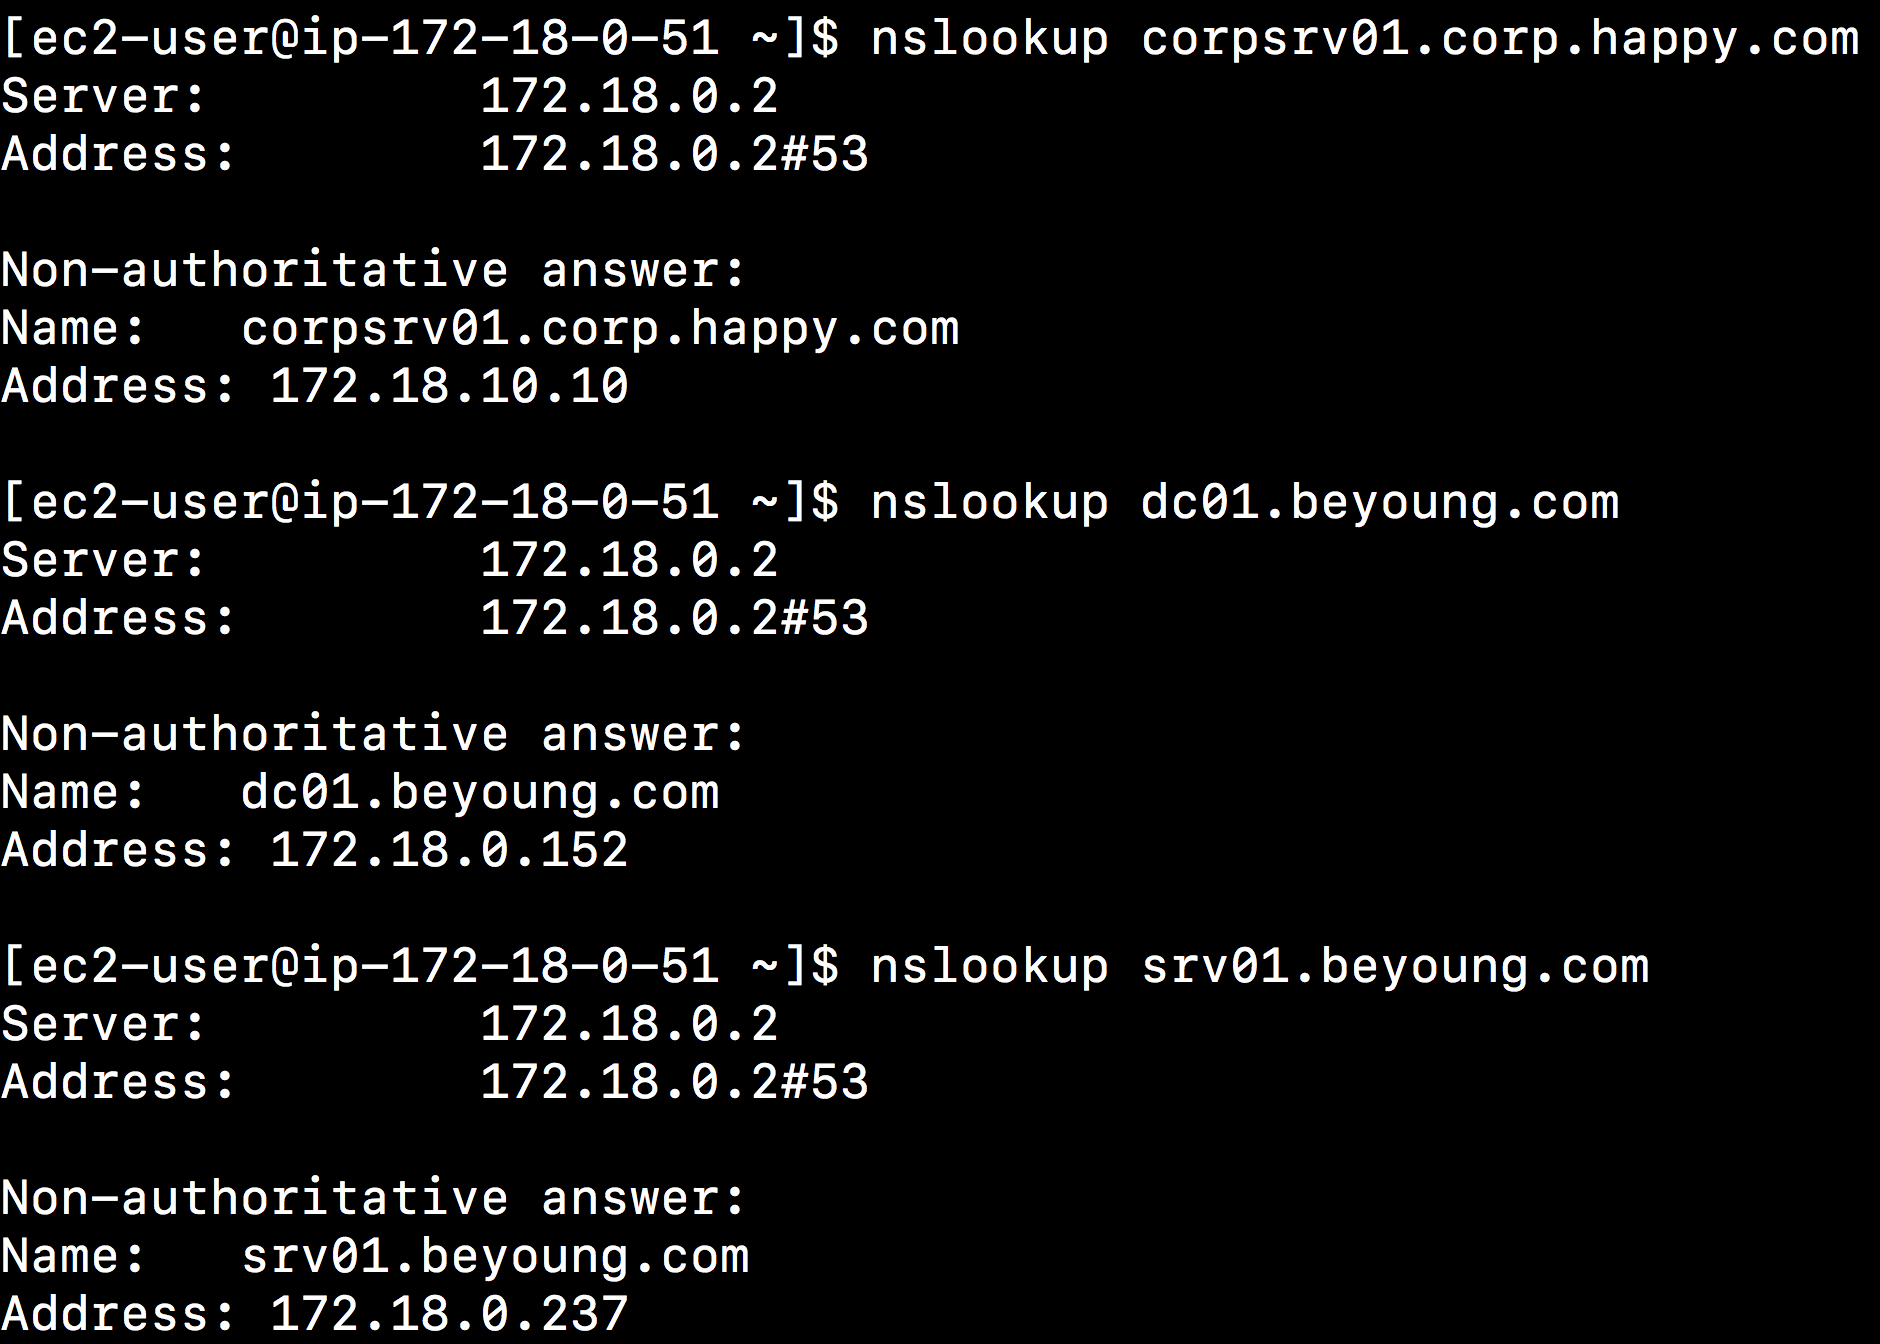 [ec2-user@ip-172-18-0-51 ~]$ nslookup corpsrv01.corp.happy.com
Server:         172.18.0.2
Address:        172.18.0.2#53

Non-authoritative answer:
Name:   corpsrv01.corp.happy.com
Address: 172.18.10.10

[ec2-user@ip-172-18-0-51 ~]$ nslookup dc01.beyoung.com
Server:         172.18.0.2
Address:        172.18.0.2#53

Non-authoritative answer:
Name:   dc01.beyoung.com
Address: 172.18.0.152

[ec2-user@ip-172-18-0-51 ~]$ nslookup srv01.beyoung.com
Server:         172.18.0.2
Address:        172.18.0.2#53

Non-authoritative answer:
Name:   srv01.beyoung.com
Address: 172.18.0.237